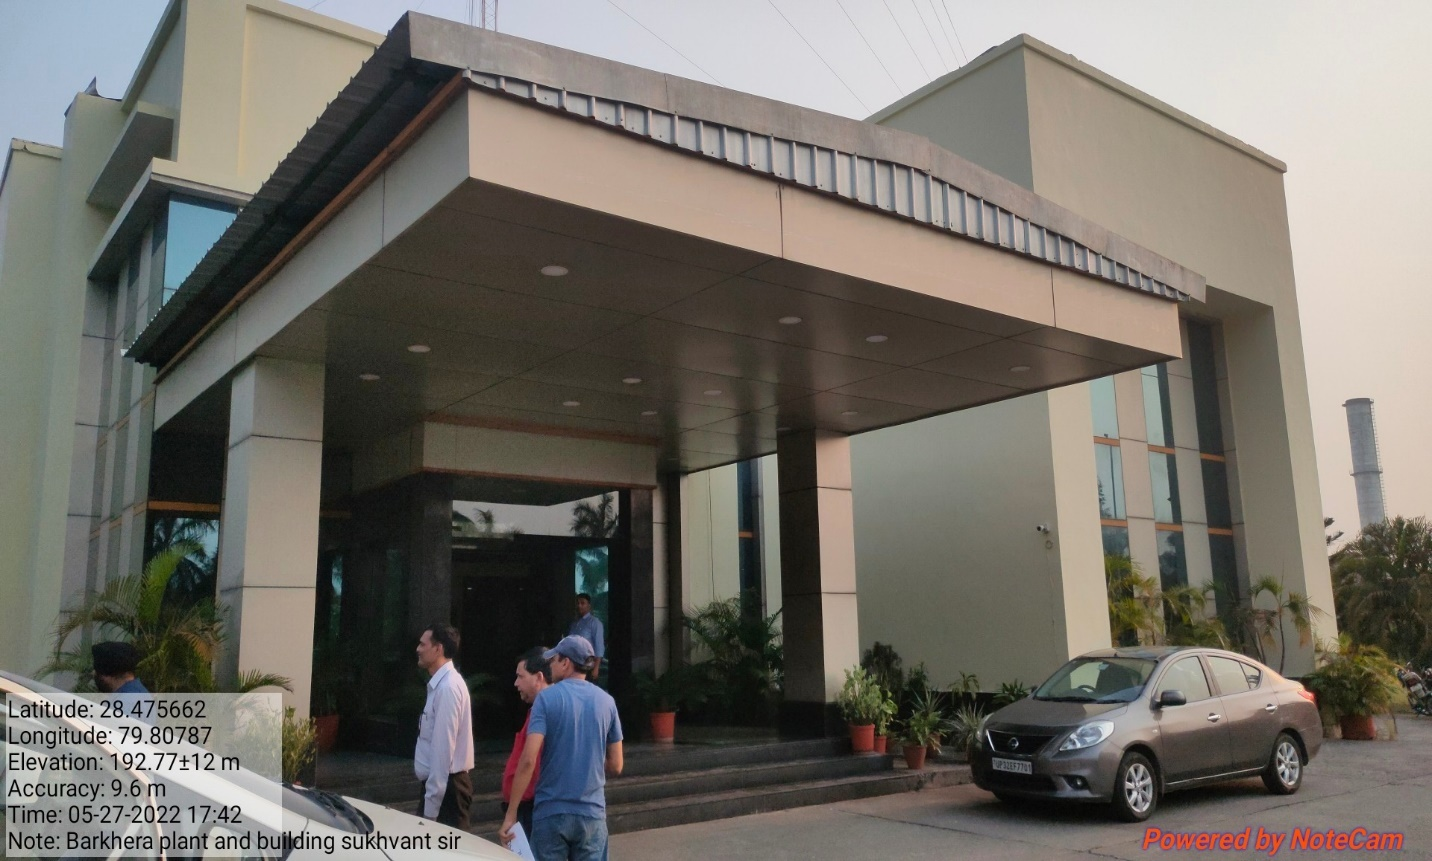 Latitude: 28.475662
Longitude: 79.80787
Elevation: 192.77±12 m
Accuracy: 9.6 m
Time: 05-27-2022 17:42
Note: Barkhera plant and building sukhvant sir
UP32EF7701
Powered by NoteCam